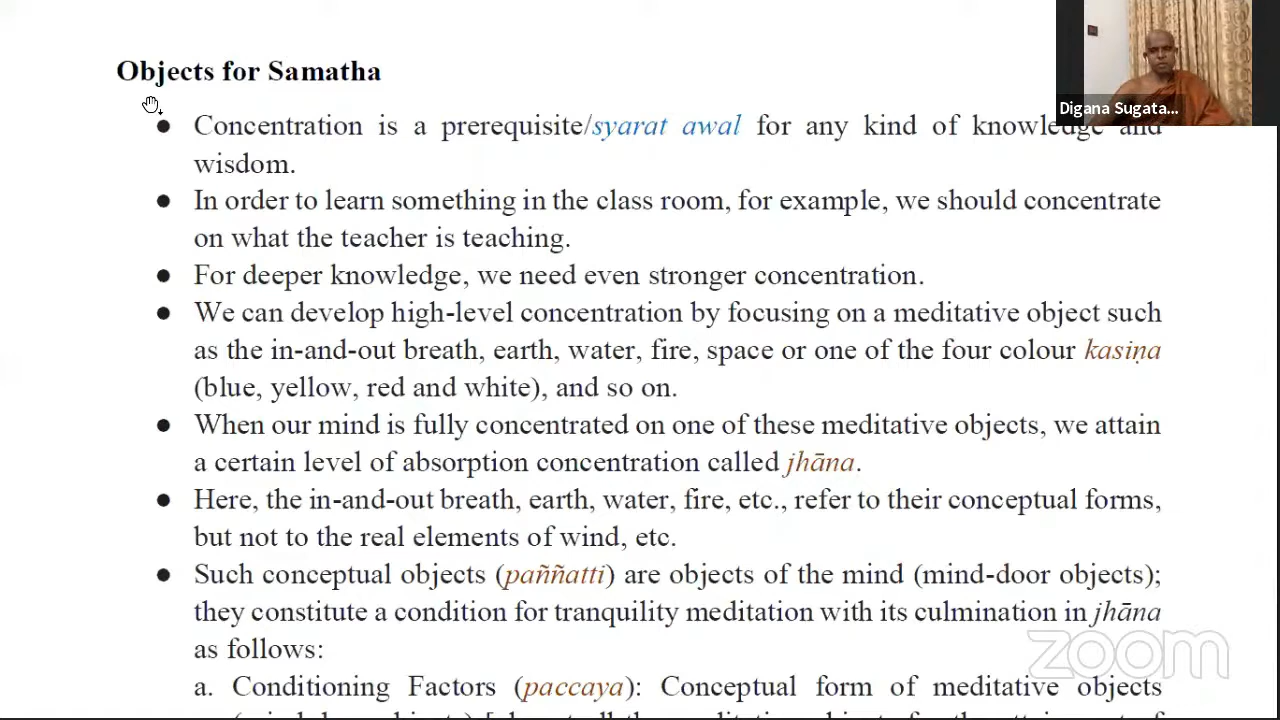 Objects for Samatha
Digana Sugata...
● Concentration is a prerequisite/syarat awal for any kind of knowledge and
wisdom.
● In order to learn something in the class room, for example, we should concentrate
on what the teacher is teaching.
● For deeper knowledge, we need even stronger concentration.
● We can develop high-level concentration by focusing on a meditative object such
as the in-and-out breath, earth, water, fire, space or one of the four colour kasiṇa
(blue, yellow, red and white), and so on.
● When our mind is fully concentrated on one of these meditative objects, we attain
a certain level of absorption concentration called jhāna.
● Here, the in-and-out breath, earth, water, fire, etc., refer to their conceptual forms,
but not to the real elements of wind, etc.
● Such conceptual objects (paññatti) are objects of the mind (mind-door objects);
they constitute a condition for tranquility meditation with its culmination in jhāna
as follows:
zoom
a. Conditioning Factors (paccaya): Conceptual form of meditative objects